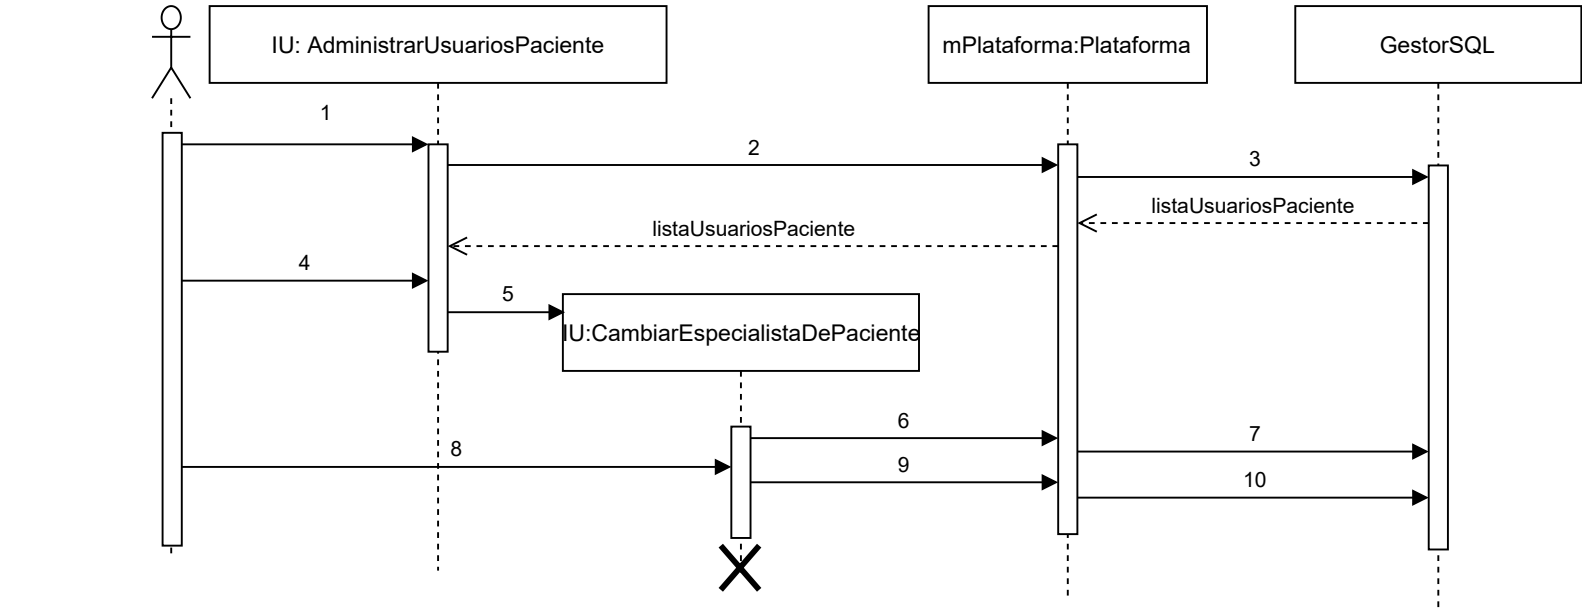 IU: AdministrarUsuariosPaciente
mPlataforma:Plataforma
GestorSQL
1
2
3
listaUsuariosPaciente
listaUsuariosPaciente
4
5
IU:CambiarEspecialistaDePaciente
6
7
8
9
10